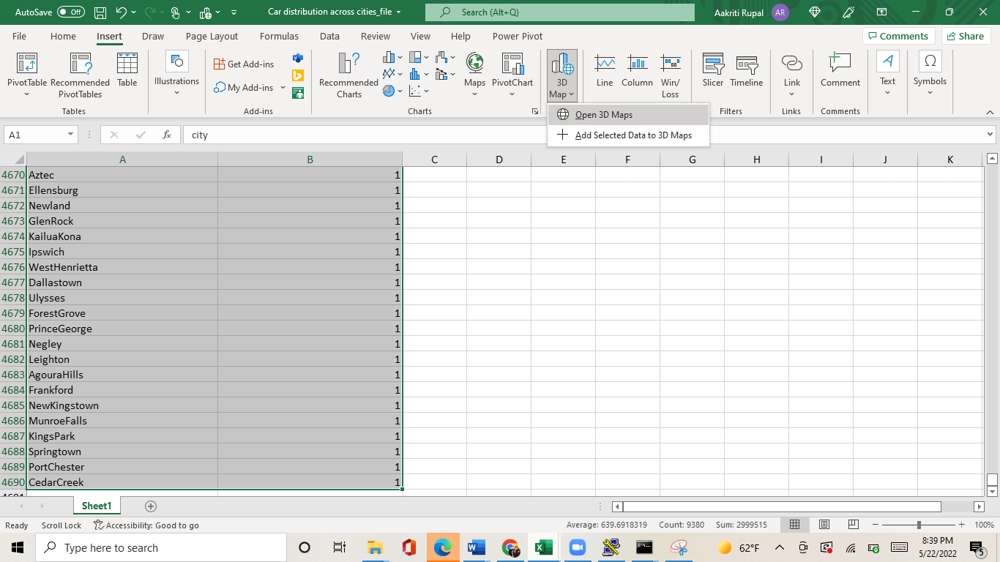 AutoSave Off Car distribution across cities_file Search (Alt+Q) Aakriti Rupal AR
File Home Insert Draw Page Layout Formulas Data Review View Help Power Pivot Comments Share
PivotTable
Recommended
PivotTables
Table
Tables
Illustrations
Get Add-ins
My Add-ins
Add-ins
Recommended
Charts
Maps
PivotChart
Charts
3D
Map
Line
Column
Win/
Loss
Slicer
Timeline
Filters
Link
Links
Comment
Comments
Text
Symbols
Open 3D Maps
Add Selected Data to 3D Maps
A1 fx city
A B C D E F G H I J K
4670 Aztec 1
4671 Ellensburg 1
4672 Newland 1
4673 GlenRock 1
4674 KailuaKona 1
4675 Ipswich 1
4676 WestHenrietta 1
4677 Dallastown 1
4678 Ulysses 1
4679 ForestGrove 1
4680 PrinceGeorge 1
4681 Negley 1
4682 Leighton 1
4683 AgouraHills 1
4684 Frankford 1
4685 NewKingstown 1
4686 MunroeFalls 1
4687 KingsPark 1
4688 Springtown 1
4689 PortChester 1
4690 CedarCreek 1
Sheet1
Ready Scroll Lock Accessibility: Good to go Average: 639.6918319 Count: 9380 Sum: 2999515 100%
Type here to search 62°F 8:39 PM
5/22/2022 5